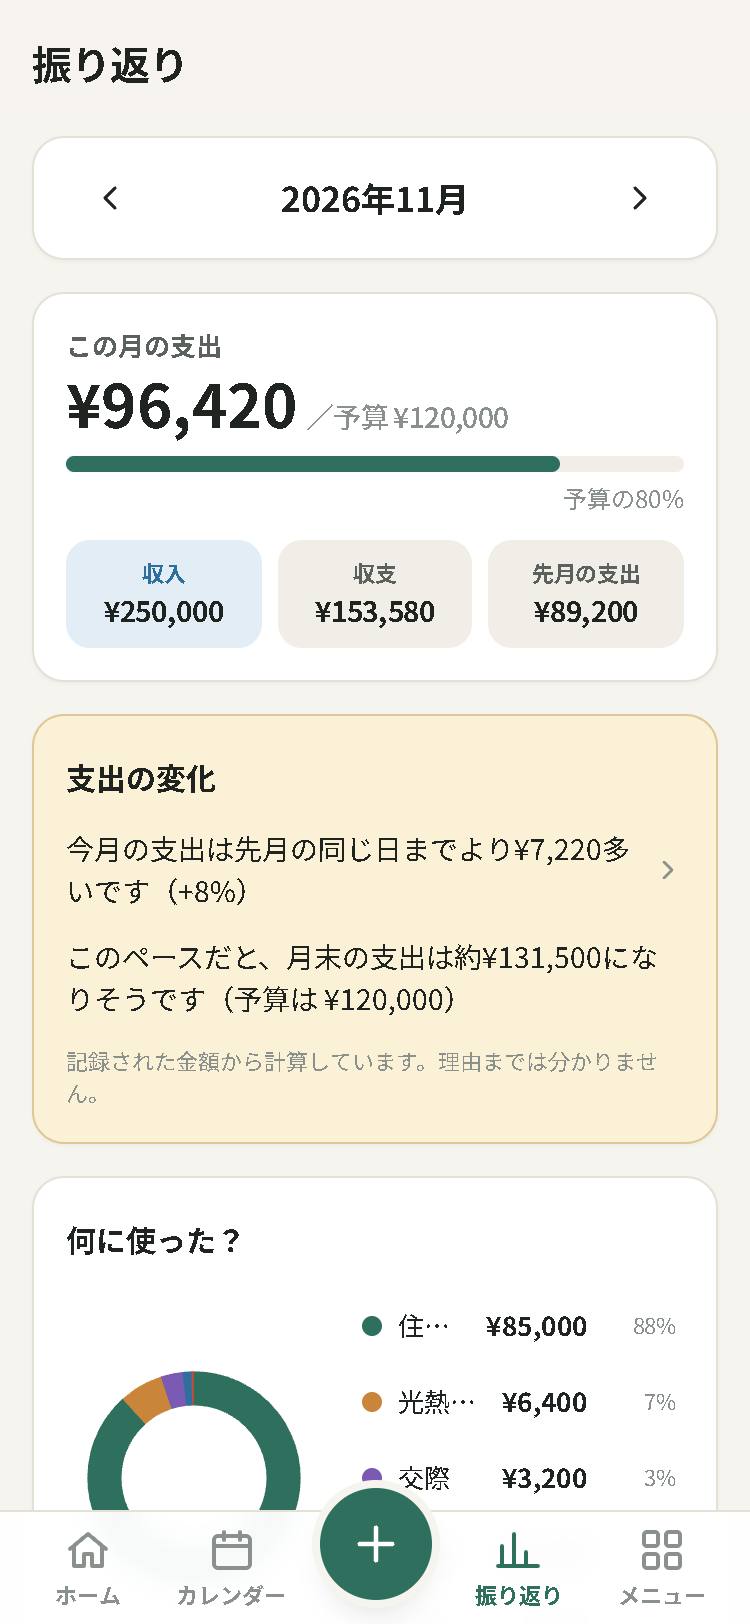 振り返り
2026年11月
この月の支出
¥96,420 ／予算 ¥120,000
予算の80%
収入
¥250,000
収支
¥153,580
先月の支出
¥89,200
支出の変化
今月の支出は先月の同じ日までより¥7,220多
いです（+8%）
このペースだと、月末の支出は約¥131,500にな
りそうです（予算は ¥120,000）
記録された金額から計算しています。理由までは分かりませ
ん。
何に使った？
住… ¥85,000 88%
光熱… ¥6,400 7%
交際 ¥3,200 3%
ホーム
カレンダー
振り返り
メニュー